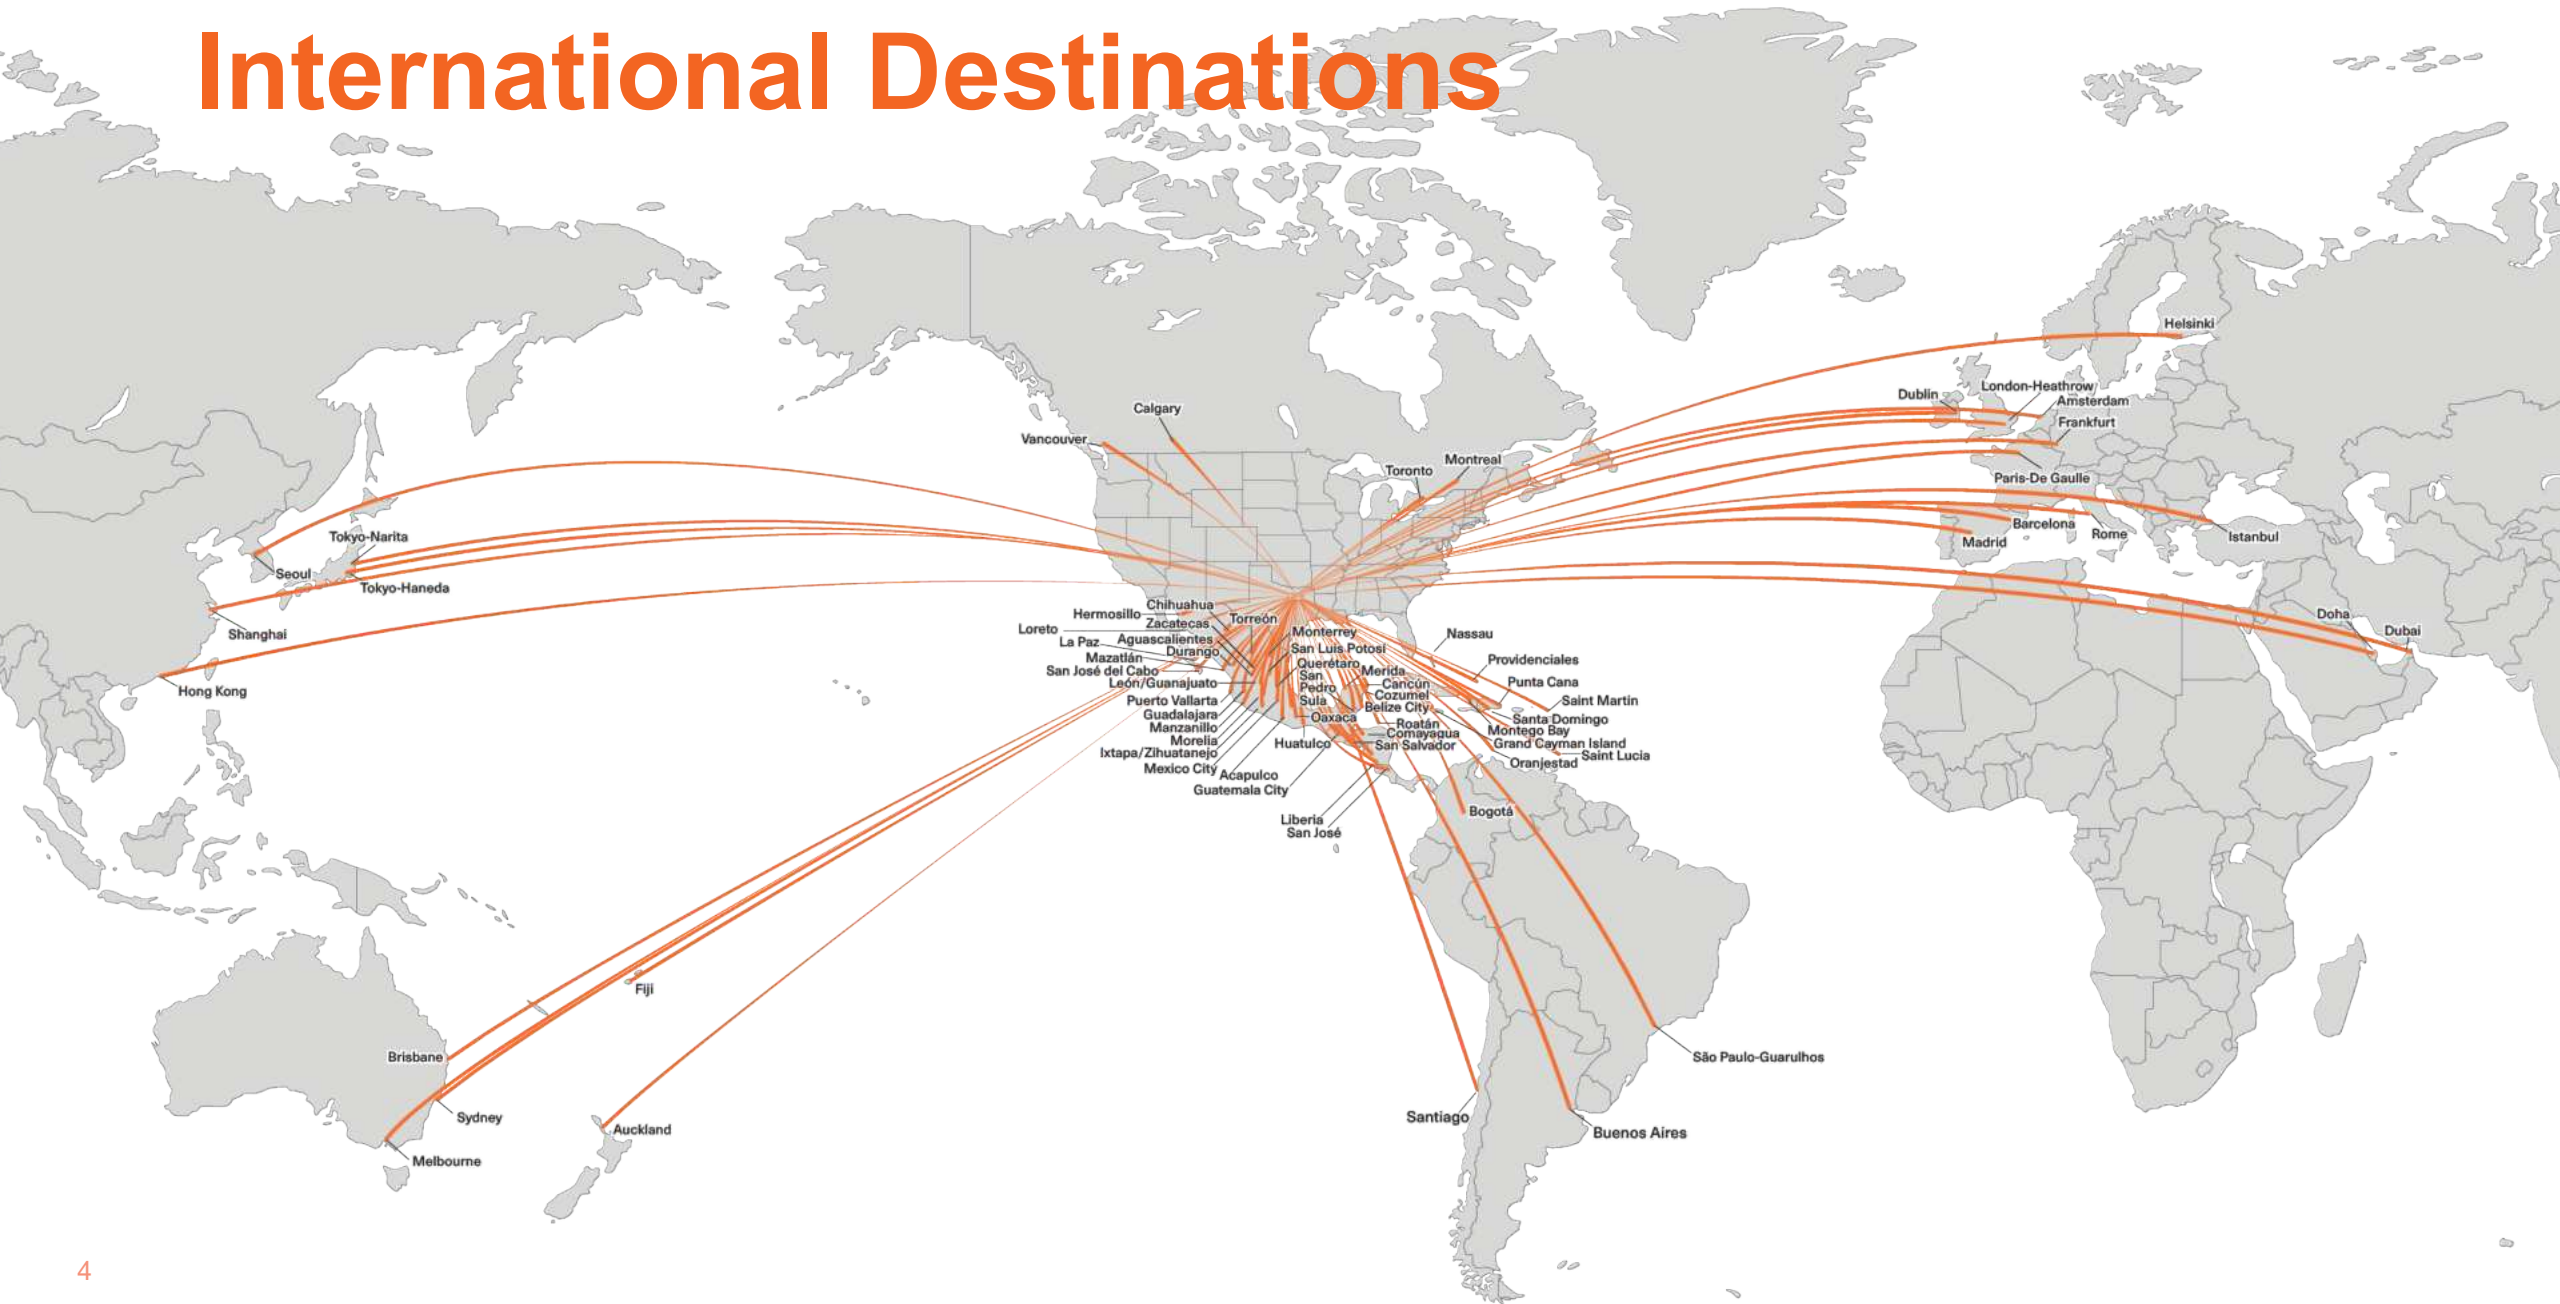 International Destinations
Helsinki
Dublin
London-Heathrow
Amsterdam
Frankfurt
Calgary
Vancouver
Toronto
Montreal
Paris-De Gaulle
Barcelona
Madrid
Rome
Istanbul
Tokyo-Narita
Seoul
Tokyo-Haneda
Shanghai
Hong Kong
Doha
Dubai
Chihuahua
Hermosillo
Zacatecas
Torreón
Loreto
La Paz
Aguascalientes
Durango
Mazatlán
San José del Cabo
León/Guanajuato
Puerto Vallarta
Guadalajara
Manzanillo
Morelia
Ixtapa/Zihuatanejo
Mexico City
Acapulco
Guatemala City
Monterrey
San Luis Potosí
Querétaro
San
Pedro
Sula
Merida
Cancún
Cozumel
Belize City
Oaxaca
Roatán
Comayagua
San Salvador
Huatulco
Liberia
San José
Nassau
Providenciales
Punta Cana
Saint Martin
Santa Domingo
Montego Bay
Grand Cayman Island
Saint Lucia
Oranjestad
Bogotá
Fiji
Brisbane
Sydney
Melbourne
Auckland
Santiago
São Paulo-Guarulhos
Buenos Aires
4